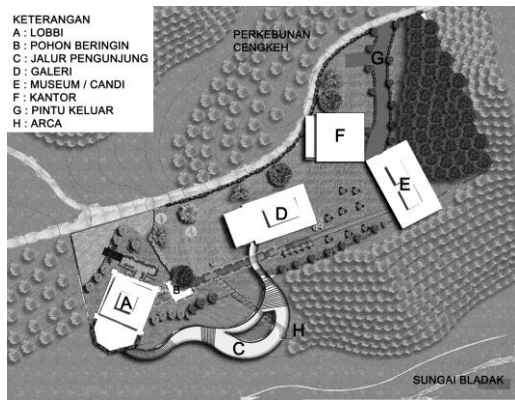 KETERANGAN
A : LOBBI
B : POHON BERINGIN
C : JALUR PENGUNJUNG
D : GALERI
E : MUSEUM / CANDI
F : KANTOR
G : PINTU KELUAR
H : ARCA
PERKEBUNAN
CENGKEH
G
F
E
D
B
A
H
C
SUNGAI BLADAK